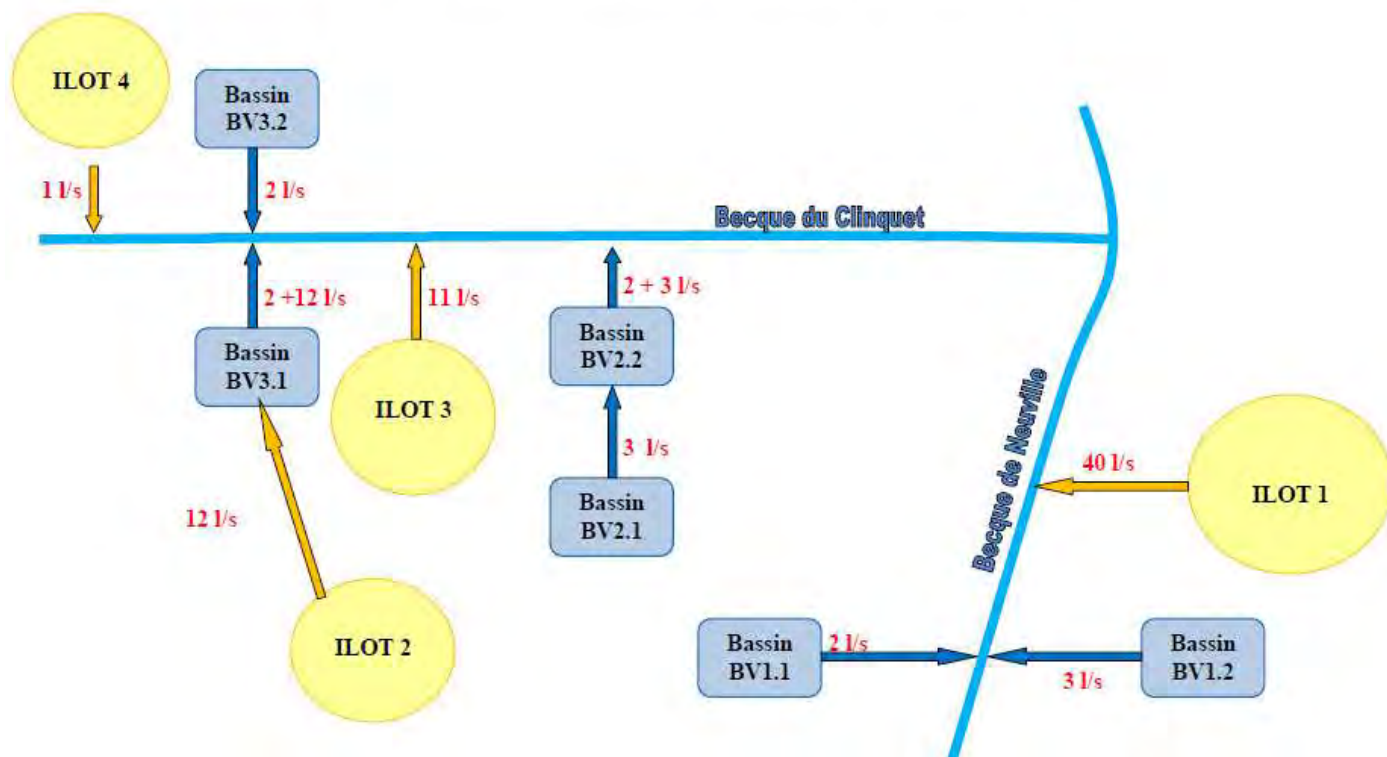 ILOT 4
Bassin
BV3.2
1 l/s
2 l/s
Becque du Clinquet
2 +12 l/s
11 l/s
2 + 3 l/s
Bassin
BV3.1
Bassin
BV2.2
ILOT 3
Becque de Neuville
3 l/s
40 l/s
ILOT 1
12 l/s
Bassin
BV2.1
ILOT 2
Bassin
BV1.1
2 l/s
3 l/s
Bassin
BV1.2